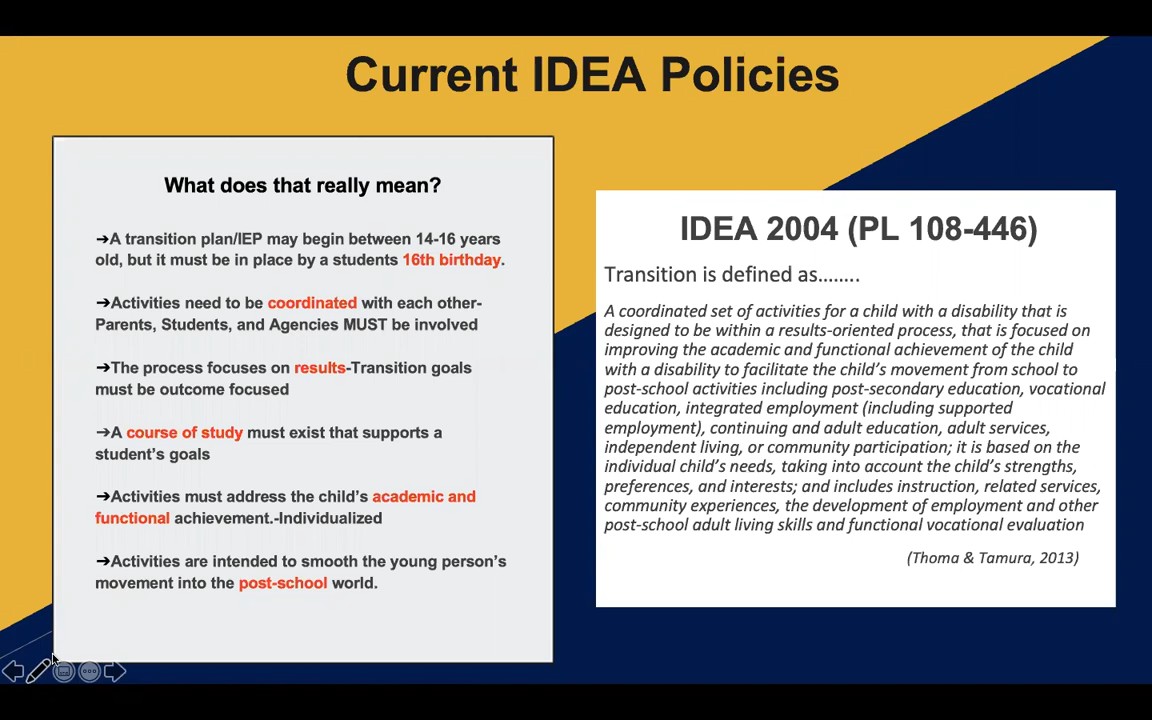 Current IDEA Policies
What does that really mean?
➔A transition plan/IEP may begin between 14-16 years
old, but it must be in place by a students 16th birthday.
➔Activities need to be coordinated with each other-
Parents, Students, and Agencies MUST be involved
➔The process focuses on results-Transition goals
must be outcome focused
➔A course of study must exist that supports a
student’s goals
➔Activities must address the child’s academic and
functional achievement.-Individualized
➔Activities are intended to smooth the young person’s
movement into the post-school world.
IDEA 2004 (PL 108-446)
Transition is defined as........
A coordinated set of activities for a child with a disability that is
designed to be within a results-oriented process, that is focused on
improving the academic and functional achievement of the child
with a disability to facilitate the child’s movement from school to
post-school activities including post-secondary education, vocational
education, integrated employment (including supported
employment), continuing and adult education, adult services,
independent living, or community participation; it is based on the
individual child’s needs, taking into account the child’s strengths,
preferences, and interests; and includes instruction, related services,
community experiences, the development of employment and other
post-school adult living skills and functional vocational evaluation
(Thoma & Tamura, 2013)